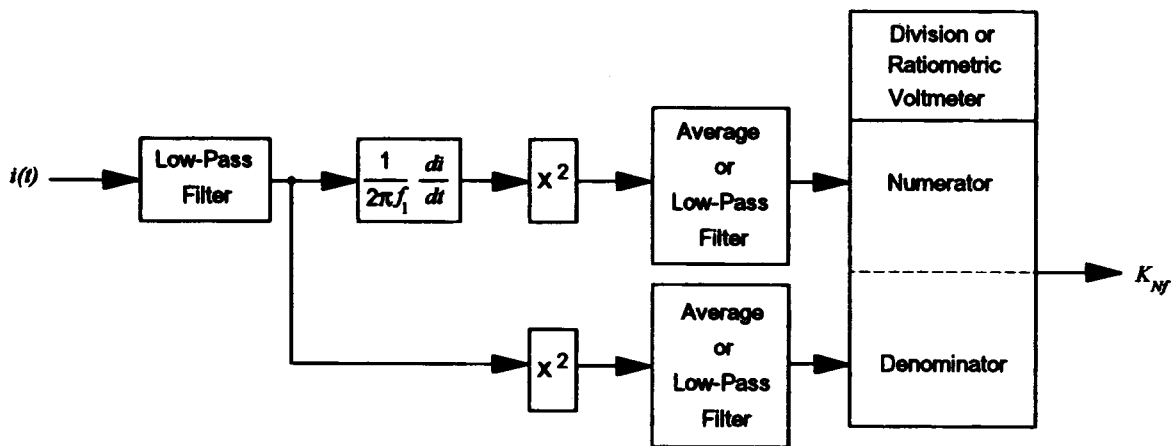 Division or
Ratiometric
Voltmeter
i(t)
Low-Pass
Filter
1
2πf₁
di
dt
X²
Average
or
Low-Pass
Filter
Numerator
K_Nf
X²
Average
or
Low-Pass
Filter
Denominator